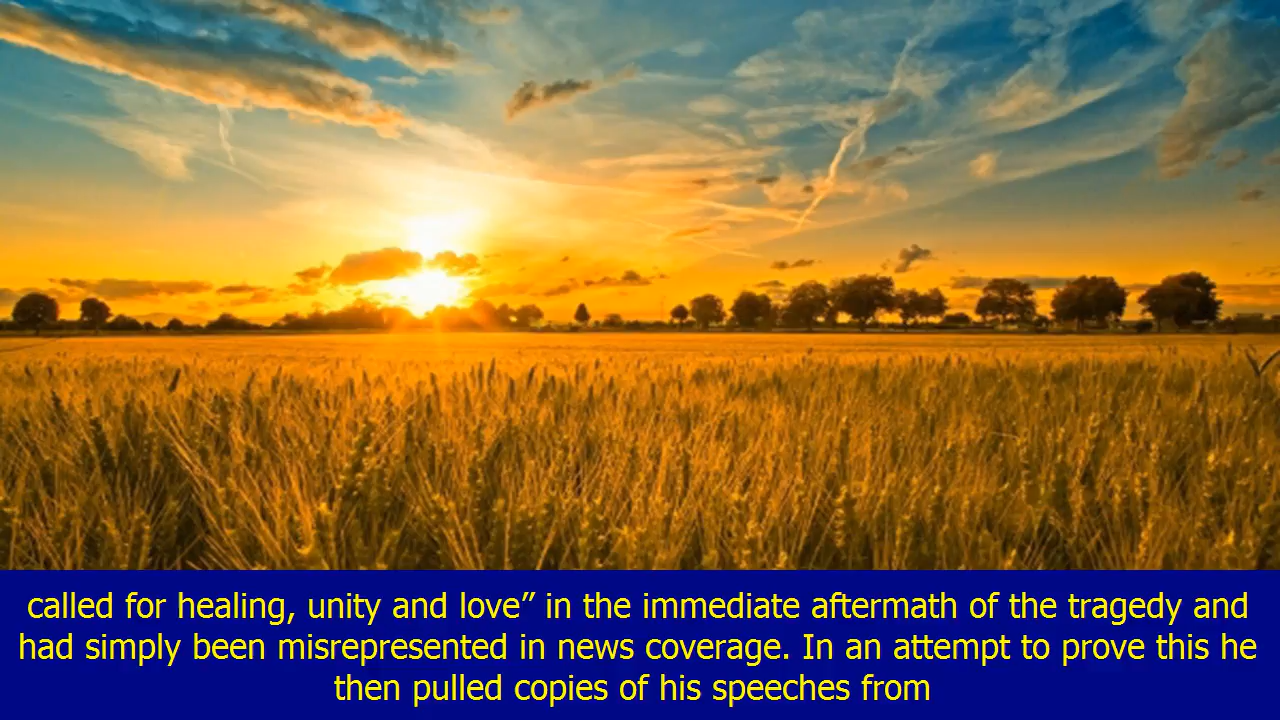 called for healing, unity and love” in the immediate aftermath of the tragedy and
had simply been misrepresented in news coverage. In an attempt to prove this he
then pulled copies of his speeches from